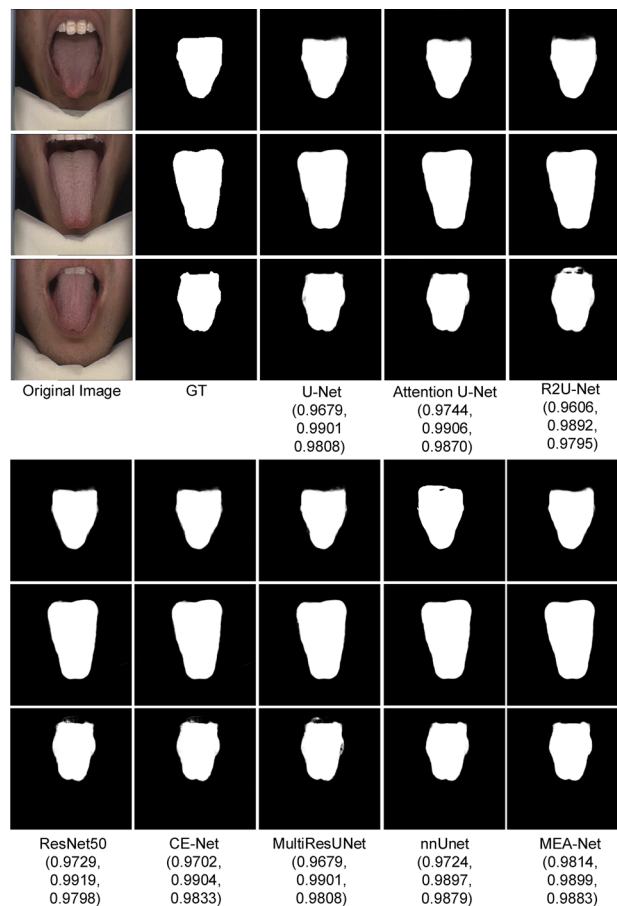 Original Image
GT
U-Net
(0.9679,
0.9901
0.9808)
Attention U-Net
(0.9744,
0.9906,
0.9870)
R2U-Net
(0.9606,
0.9892,
0.9795)
ResNet50
(0.9729,
0.9919,
0.9798)
CE-Net
(0.9702,
0.9904,
0.9833)
MultiResUNet
(0.9679,
0.9901,
0.9808)
nnUnet
(0.9724,
0.9897,
0.9879)
MEA-Net
(0.9814,
0.9899,
0.9883)